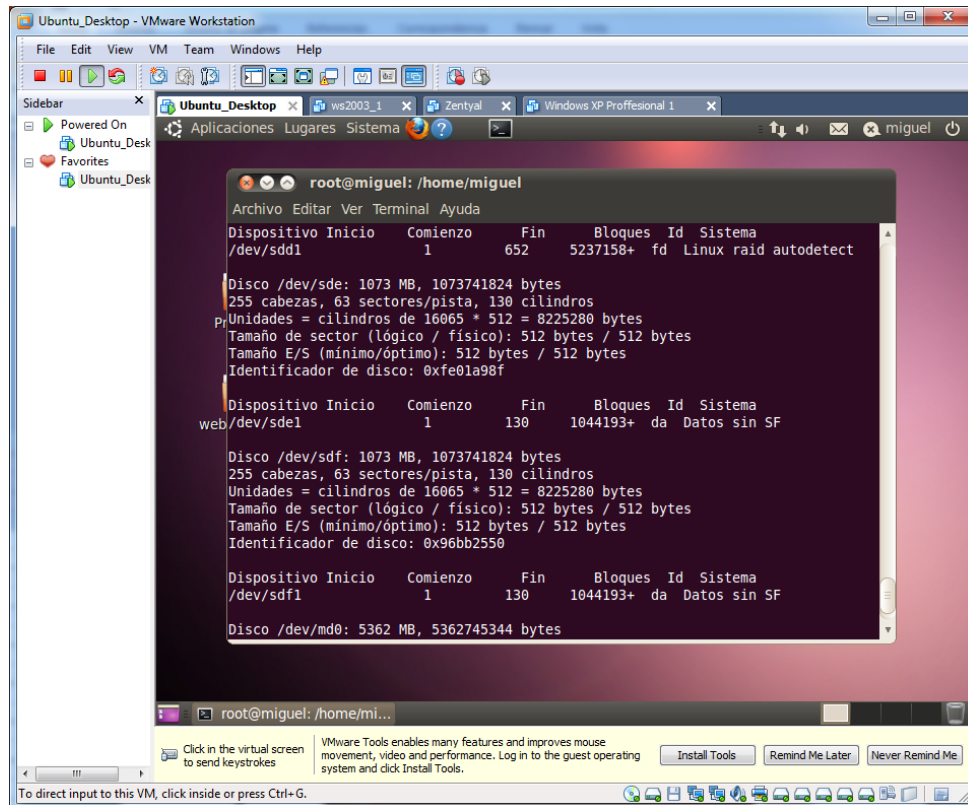 Ubuntu_Desktop - VMware Workstation
File Edit View VM Team Windows Help
Sidebar
Powered On
Ubuntu_Desk
Favorites
Ubuntu_Desk
Ubuntu_Desktop ws2003_1 Zentyal Windows XP Proffesional 1
Aplicaciones Lugares Sistema miguel
root@miguel: /home/miguel
Archivo Editar Ver Terminal Ayuda
Dispositivo Inicio Comienzo Fin Bloques Id Sistema
/dev/sdd1 1 652 5237158+ fd Linux raid autodetect
Disco /dev/sde: 1073 MB, 1073741824 bytes
255 cabezas, 63 sectores/pista, 130 cilindros
Pr
Unidades = cilindros de 16065 * 512 = 8225280 bytes
Tamaño de sector (lógico / físico): 512 bytes / 512 bytes
Tamaño E/S (mínimo/óptimo): 512 bytes / 512 bytes
Identificador de disco: 0xfe01a98f
Dispositivo Inicio Comienzo Fin Bloques Id Sistema
web
/dev/sde1 1 130 1044193+ da Datos sin SF
Disco /dev/sdf: 1073 MB, 1073741824 bytes
255 cabezas, 63 sectores/pista, 130 cilindros
Unidades = cilindros de 16065 * 512 = 8225280 bytes
Tamaño de sector (lógico / físico): 512 bytes / 512 bytes
Tamaño E/S (mínimo/óptimo): 512 bytes / 512 bytes
Identificador de disco: 0x96bb2550
Dispositivo Inicio Comienzo Fin Bloques Id Sistema
/dev/sdf1 1 130 1044193+ da Datos sin SF
Disco /dev/md0: 5362 MB, 5362745344 bytes
root@miguel: /home/mi...
Click in the virtual screen
to send keystrokes
VMware Tools enables many features and improves mouse
movement, video and performance. Log in to the guest operating
system and click Install Tools.
Install Tools
Remind Me Later
Never Remind Me
To direct input to this VM, click inside or press Ctrl+G.